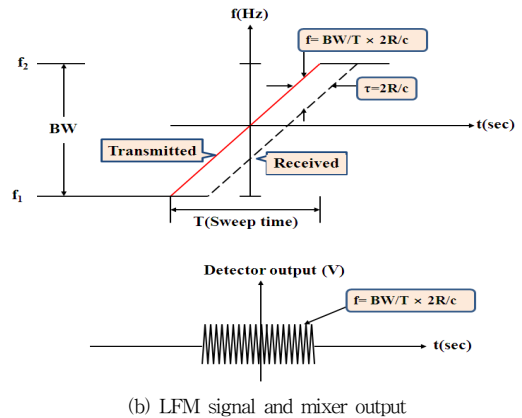 f(Hz)
f= BW/T × 2R/c
f₂
τ=2R/c
BW
t(sec)
Transmitted
Received
f₁
T(Sweep time)
Detector output (V)
f= BW/T × 2R/c
t(sec)
(b) LFM signal and mixer output